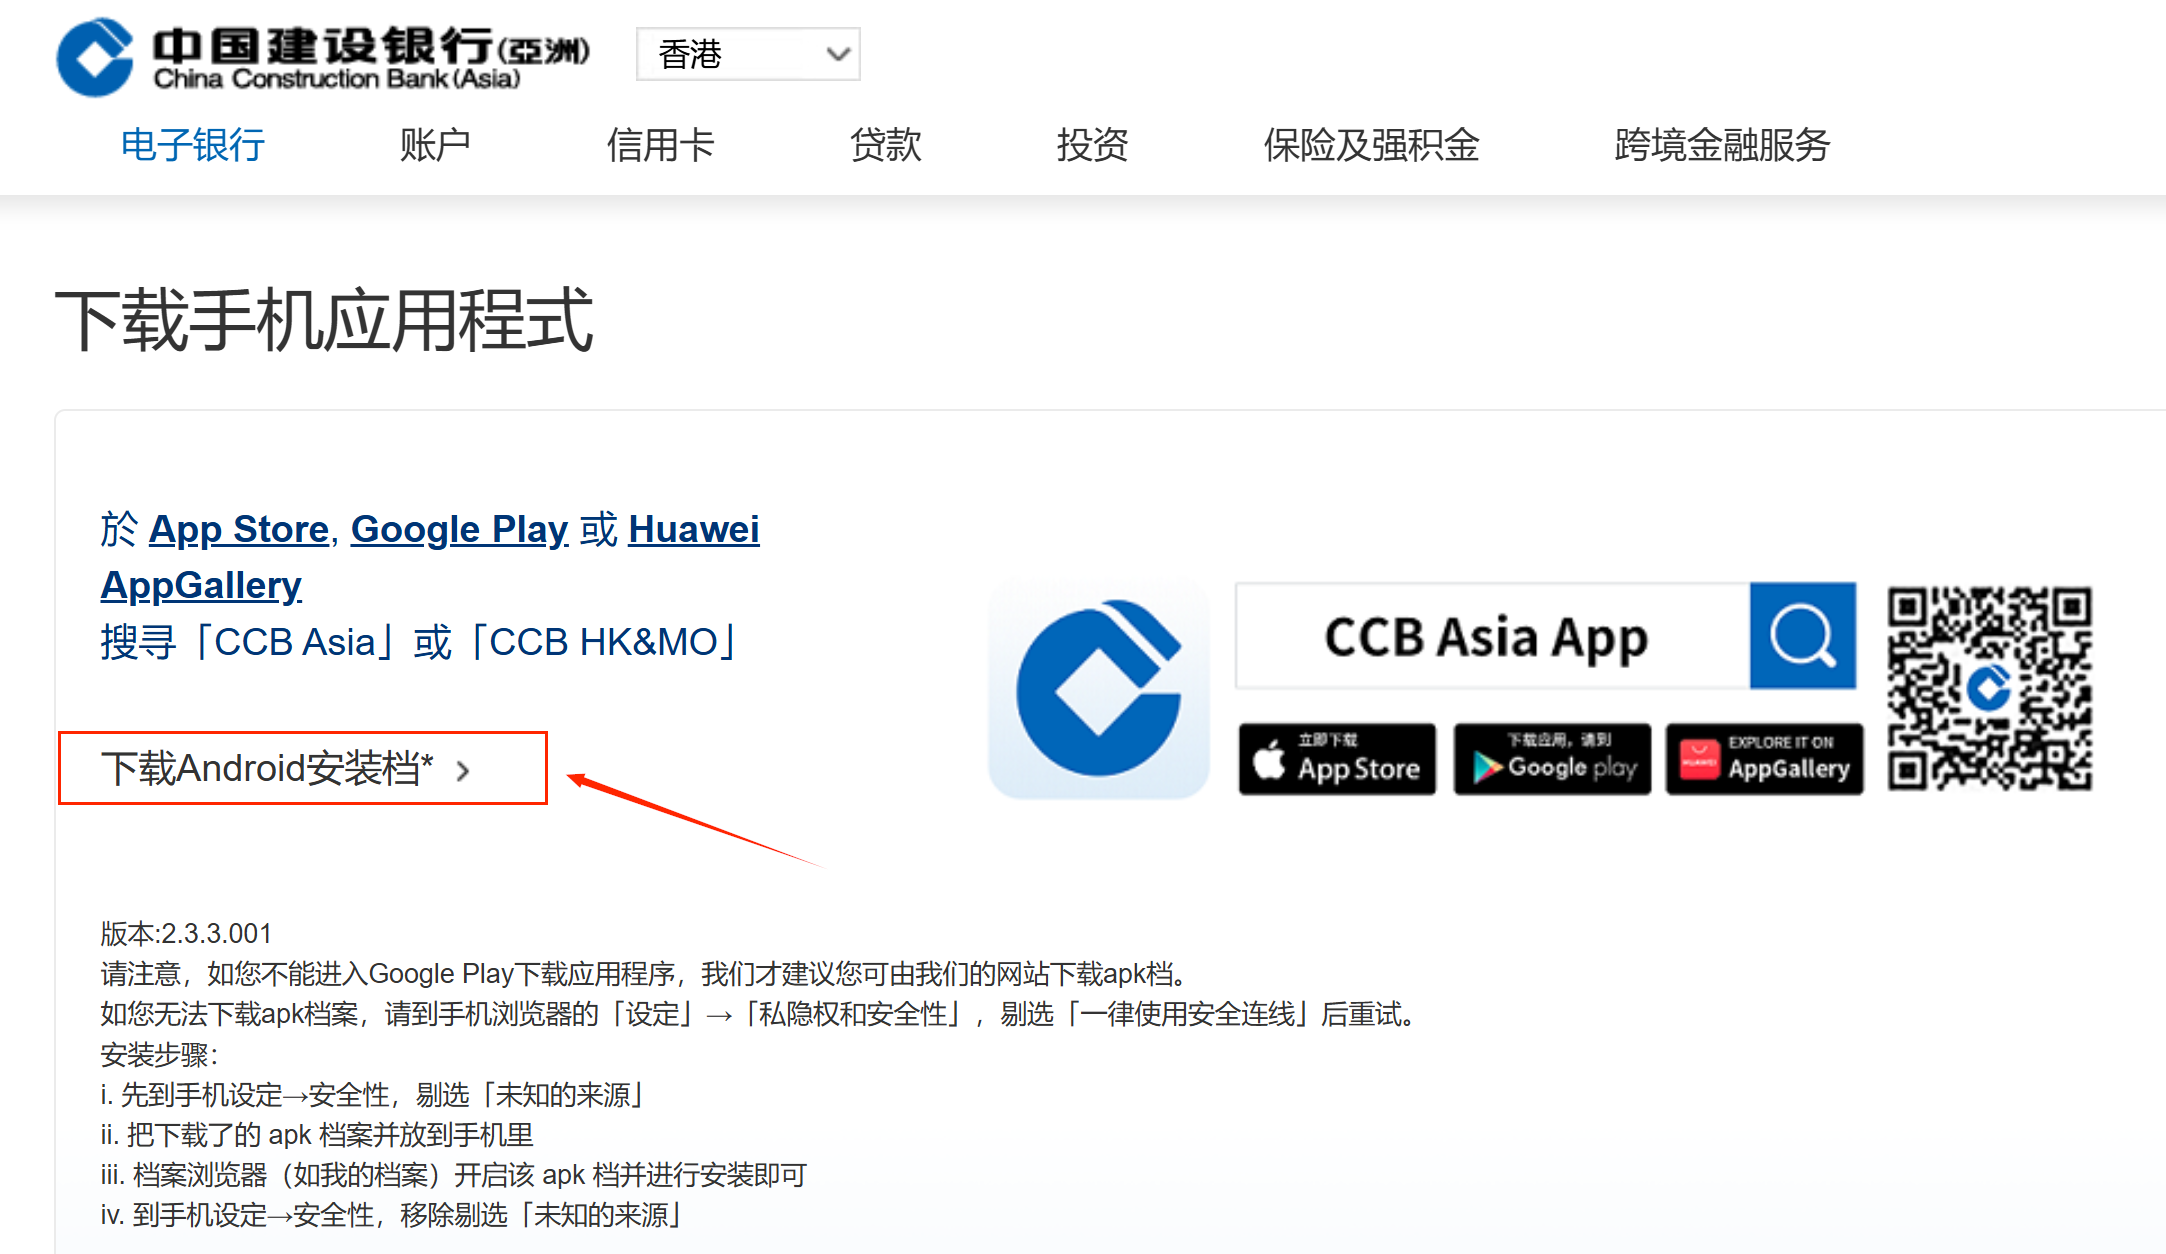 中国建设银行(亞洲)
China Construction Bank (Asia)
香港
电子银行 账户 信用卡 贷款 投资 保险及强积金 跨境金融服务
下载手机应用程式
於 App Store, Google Play 或 Huawei
AppGallery
搜寻「CCB Asia」或「CCB HK&MO」
CCB Asia App
立即下载
App Store
下载应用，请到
Google play
EXPLORE IT ON
AppGallery
HUAWEI
下载Android安装档*
版本:2.3.3.001
请注意，如您不能进入Google Play下载应用程序，我们才建议您可由我们的网站下载apk档。
如您无法下载apk档案，请到手机浏览器的「设定」→「私隐权和安全性」，剔选「一律使用安全连线」后重试。
安装步骤：
i. 先到手机设定→安全性，剔选「未知的来源」
ii. 把下载了的 apk 档案并放到手机里
iii. 档案浏览器（如我的档案）开启该 apk 档并进行安装即可
iv. 到手机设定→安全性，移除剔选「未知的来源」